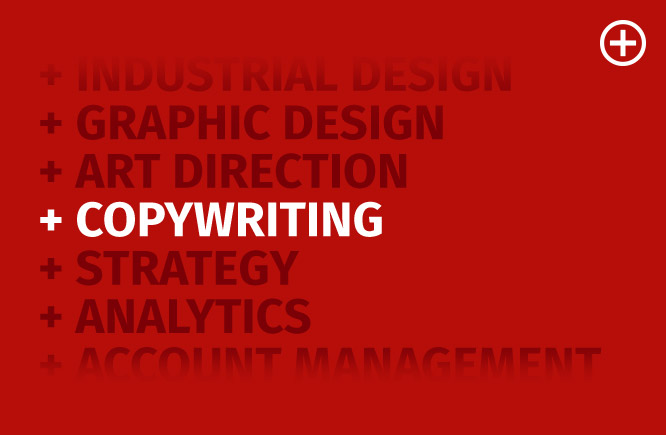 + INDUSTRIAL DESIGN
+ GRAPHIC DESIGN
+ ART DIRECTION
+ COPYWRITING
+ STRATEGY
+ ANALYTICS
+ ACCOUNT MANAGEMENT